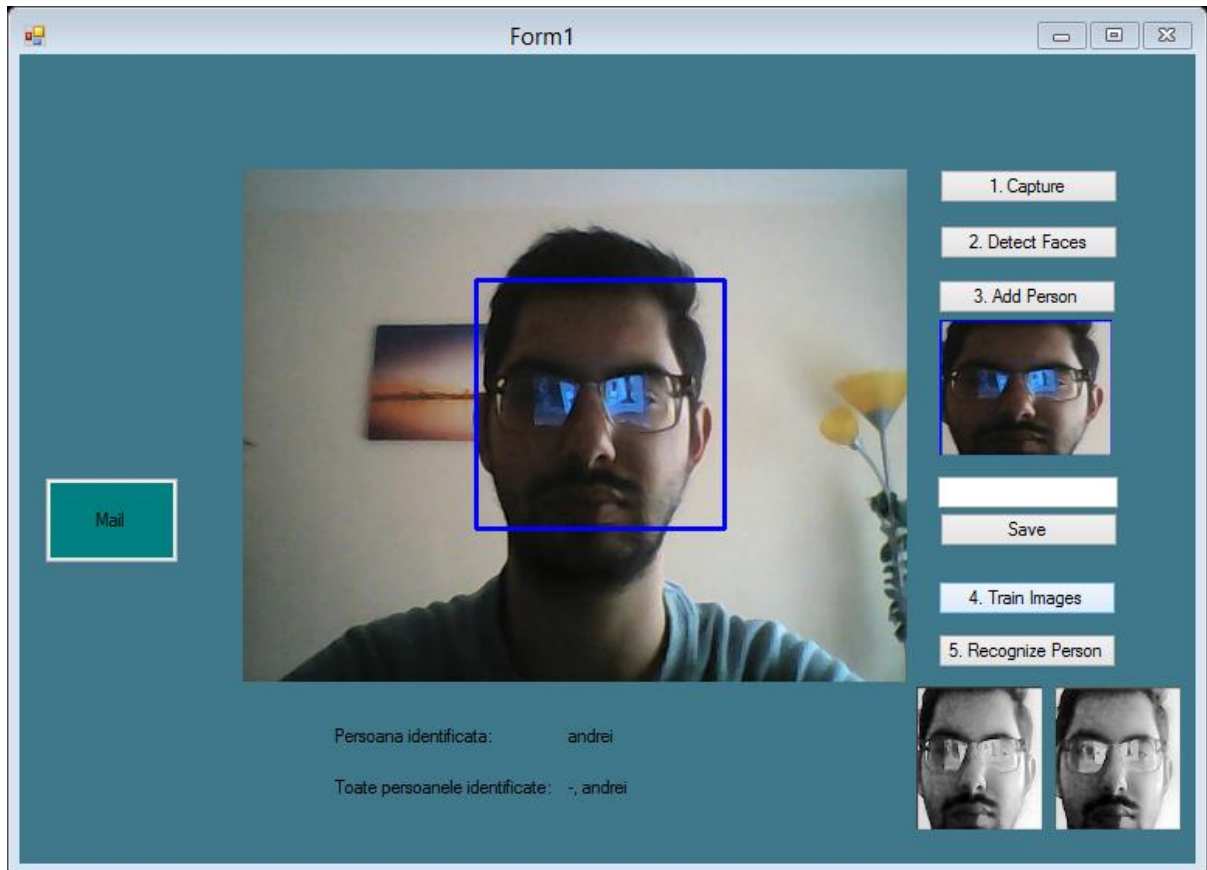 Form1
1. Capture
2. Detect Faces
3. Add Person
Save
Mail
4. Train Images
5. Recognize Person
Persoana identificata: andrei
Toate persoanele identificate: -, andrei